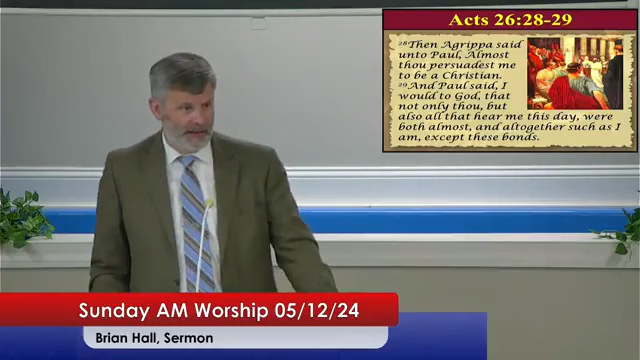 Acts 26:28-29
28Then Agrippa said
unto Paul, Almost
thou persuadest me
to be a Christian.
29And Paul said, I
would to God, that
not only thou, but
also all that hear me this day, were
both almost, and altogether such as I
am, except these bonds.
Sunday AM Worship 05/12/24
Brian Hall, Sermon